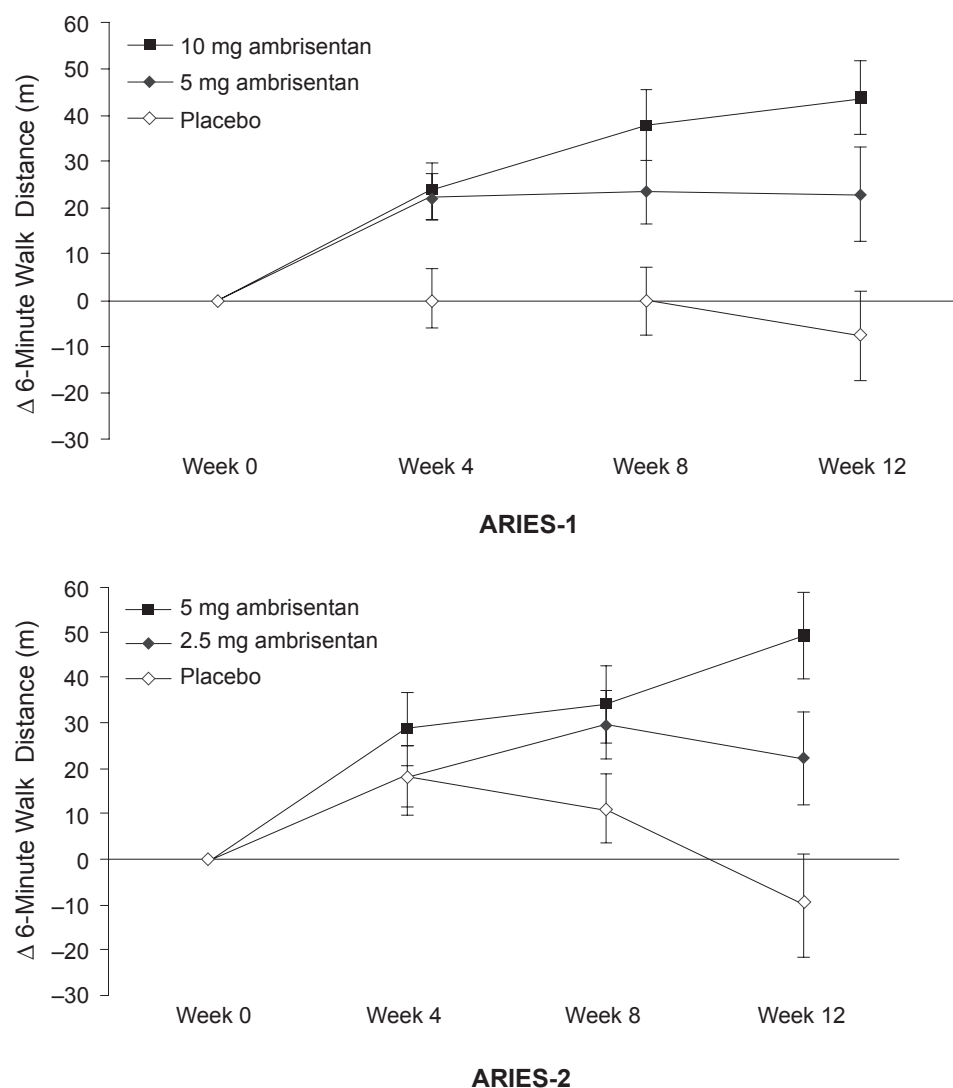 60
50
40
30
20
10
0
–10
–20
–30
Δ 6-Minute Walk Distance (m)
10 mg ambrisentan
5 mg ambrisentan
Placebo
Week 0 Week 4 Week 8 Week 12
ARIES-1
60
50
40
30
20
10
0
–10
–20
–30
Δ 6-Minute Walk Distance (m)
5 mg ambrisentan
2.5 mg ambrisentan
Placebo
Week 0 Week 4 Week 8 Week 12
ARIES-2